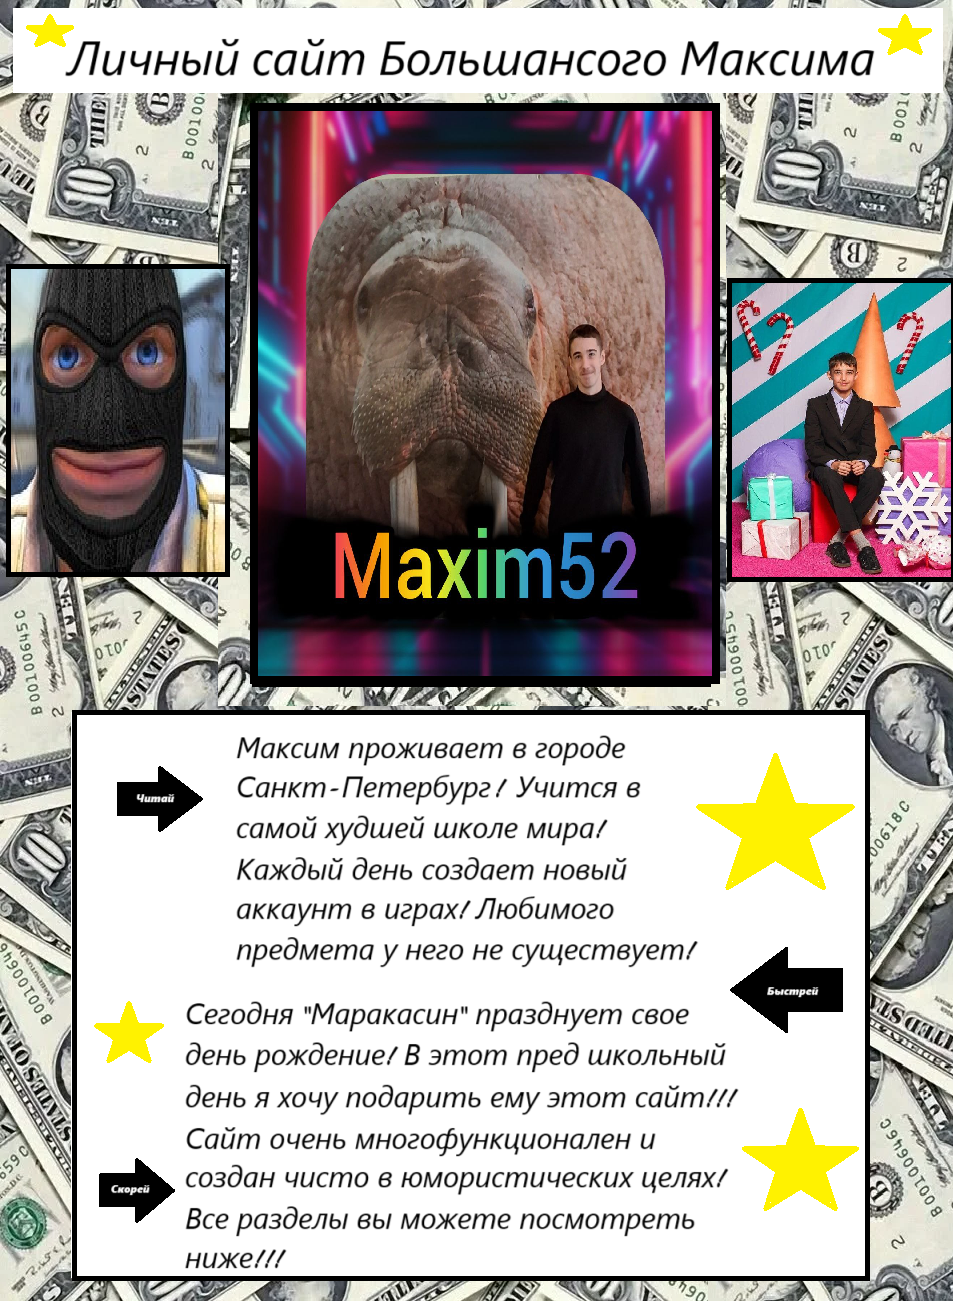 Личный сайт Большансого Максима
Maxim52
Максим проживает в городе
Санкт-Петербург! Учится в
самой худшей школе мира!
Каждый день создает новый
аккаунт в играх! Любимого
предмета у него не существует!
Читай
Быстрей
Сегодня "Маракасин" празднует свое
день рождение! В этот пред школьный
день я хочу подарить ему этот сайт!!!
Сайт очень многофункционален и
создан чисто в юмористических целях!
Все разделы вы можете посмотреть
ниже!!!
Скорей